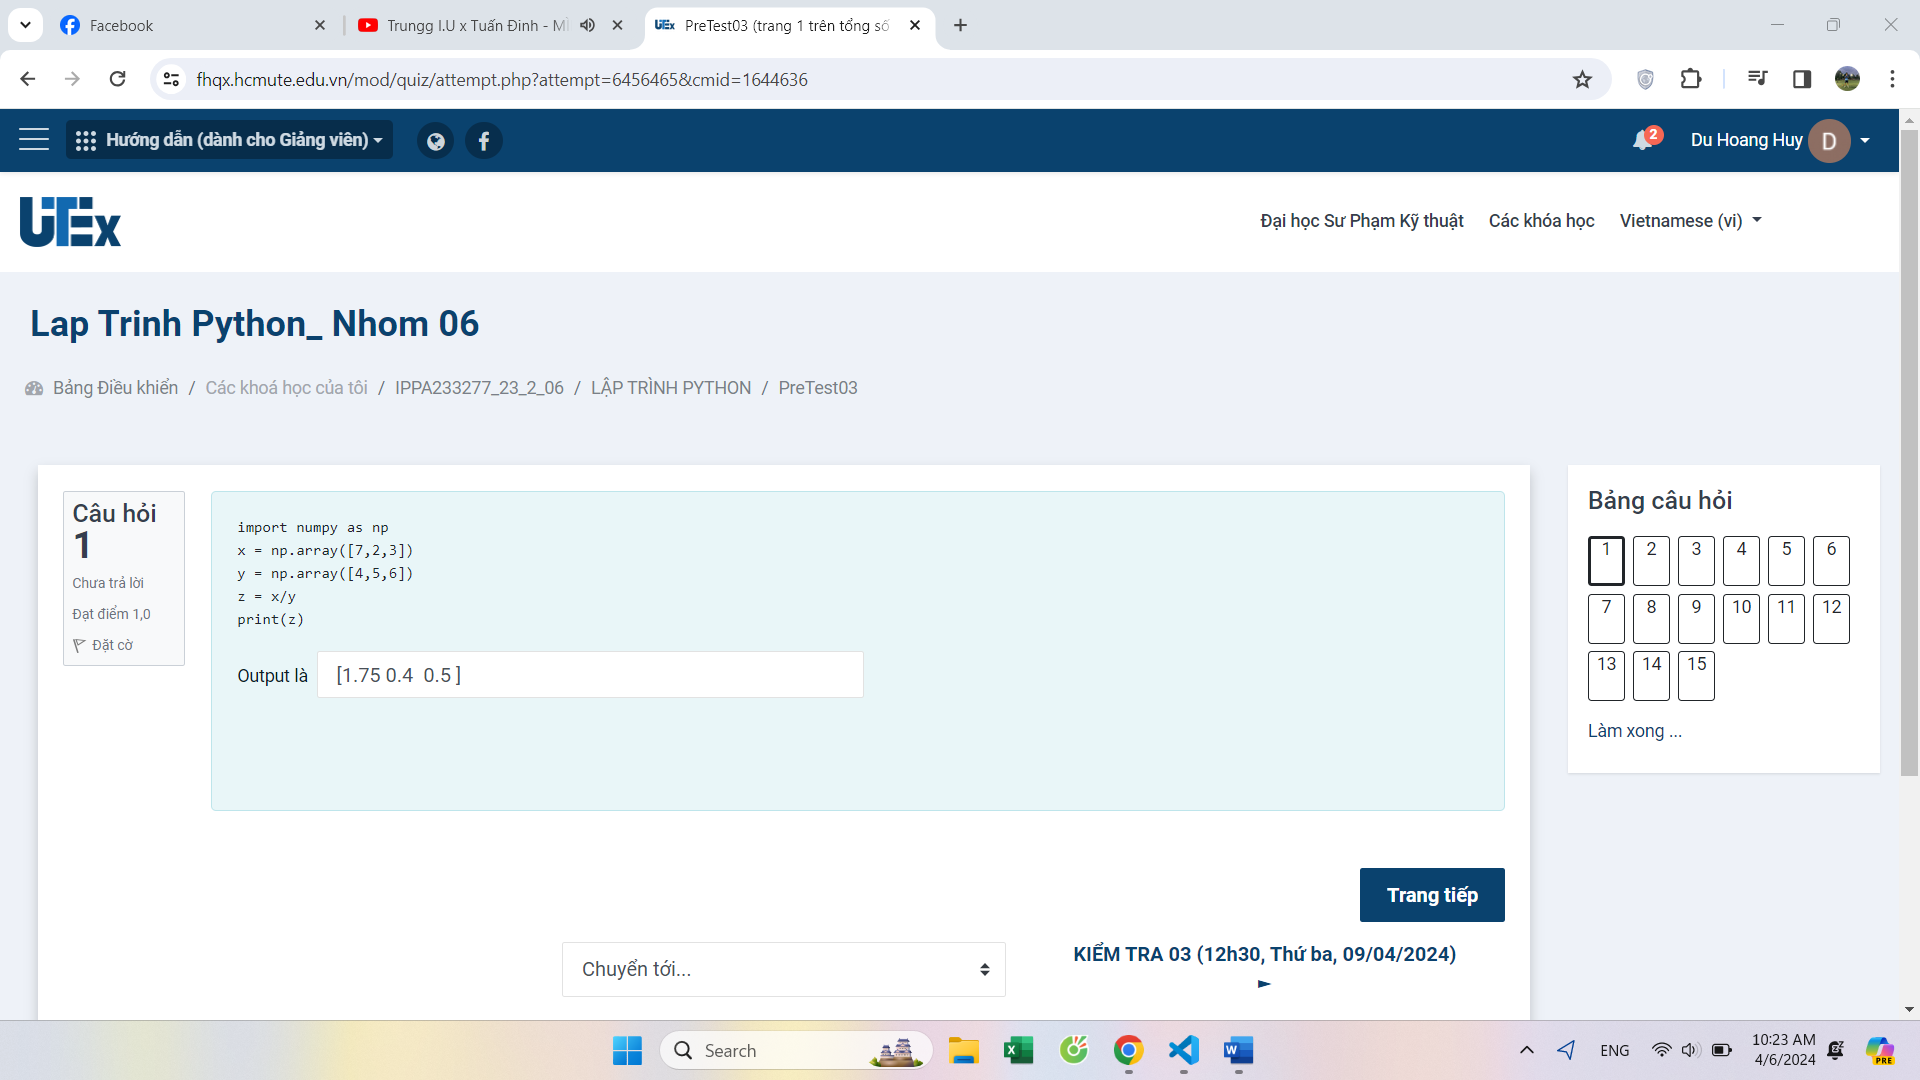 Facebook
Trungg I.U x Tuấn Đinh - Mì
UTEx PreTest03 (trang 1 trên tổng số
fhqx.hcmute.edu.vn/mod/quiz/attempt.php?attempt=6456465&cmid=1644636
Hướng dẫn (dành cho Giảng viên)
2
Du Hoang Huy D
UTEx
Đại học Sư Phạm Kỹ thuật Các khóa học Vietnamese (vi)
Lap Trinh Python_ Nhom 06
Bảng Điều khiển / Các khoá học của tôi / IPPA233277_23_2_06 / LẬP TRÌNH PYTHON / PreTest03
Câu hỏi
1
Chưa trả lời
Đạt điểm 1,0
Đặt cờ
import numpy as np
x = np.array([7,2,3])
y = np.array([4,5,6])
z = x/y
print(z)
Output là [1.75 0.4  0.5 ]
Bảng câu hỏi
1 2 3 4 5 6
7 8 9 10 11 12
13 14 15
Làm xong ...
Trang tiếp
Chuyển tới...
KIỂM TRA 03 (12h30, Thứ ba, 09/04/2024)
►
Search
ENG
10:23 AM
4/6/2024
PRE